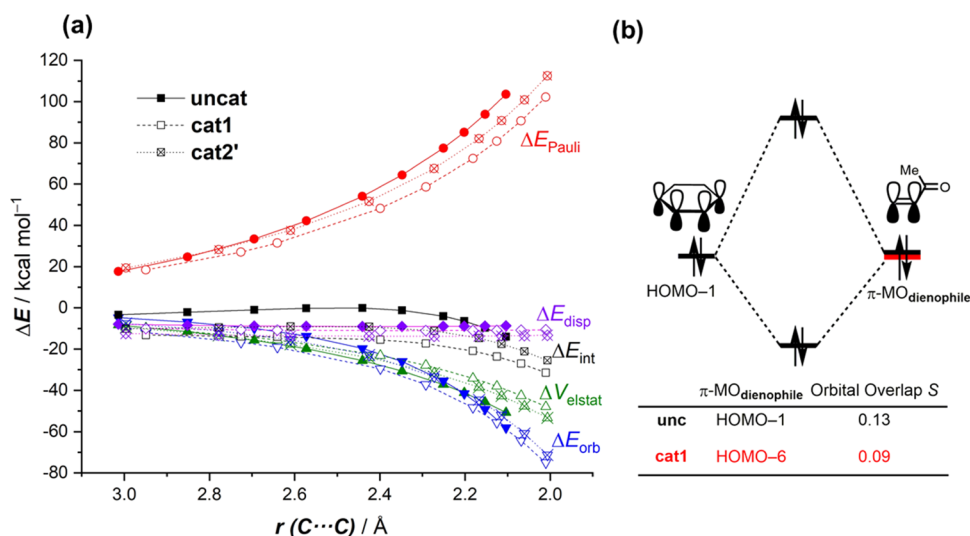 (a)
120
100
80
60
40
20
0
-20
-40
-60
-80
ΔE / kcal mol⁻¹
uncat
cat1
cat2'
ΔE_Pauli
ΔE_disp
ΔE_int
ΔV_elstat
ΔE_orb
3.0 2.8 2.6 2.4 2.2 2.0
r (C···C) / Å
(b)
Me
O
HOMO–1
π-MO_dienophile
π-MO_dienophile Orbital Overlap S
unc HOMO–1 0.13
cat1 HOMO–6 0.09